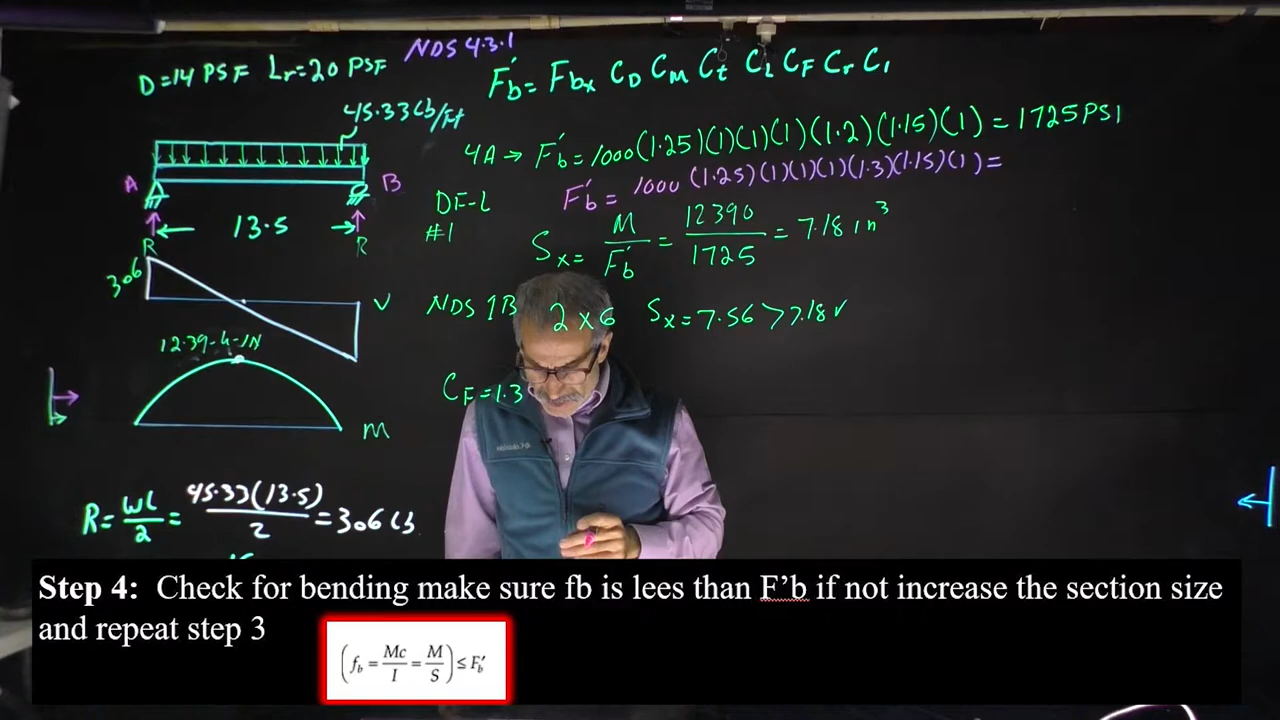 D=14 PSF Lr=20 PSF
NDS 4.3.1
45.33 Lb/Ft
A
B
13.5
R
R
306
V
12.39-k-IN
M
R= WL/2 = 45.33(13.5)/2 = 306 Lb
F'b= Fbx CD CM Ct CL CF Cr Ci
4A → F'b=1000(1.25)(1)(1)(1)(1.2)(1.15)(1)=1725 PSI
F'b= 1000 (1.25)(1)(1)(1)(1.3)(1.15)(1)=
DF-L
#1
Sx= M/F'b = 12390/1725 = 7.18 in³
NDS 1B 2x6 Sx=7.56 >7.18 ✓
CF=1.3
Step 4: Check for bending make sure fb is lees than F’b if not increase the section size
and repeat step 3
(fb = Mc/I = M/S) ≤ F'b